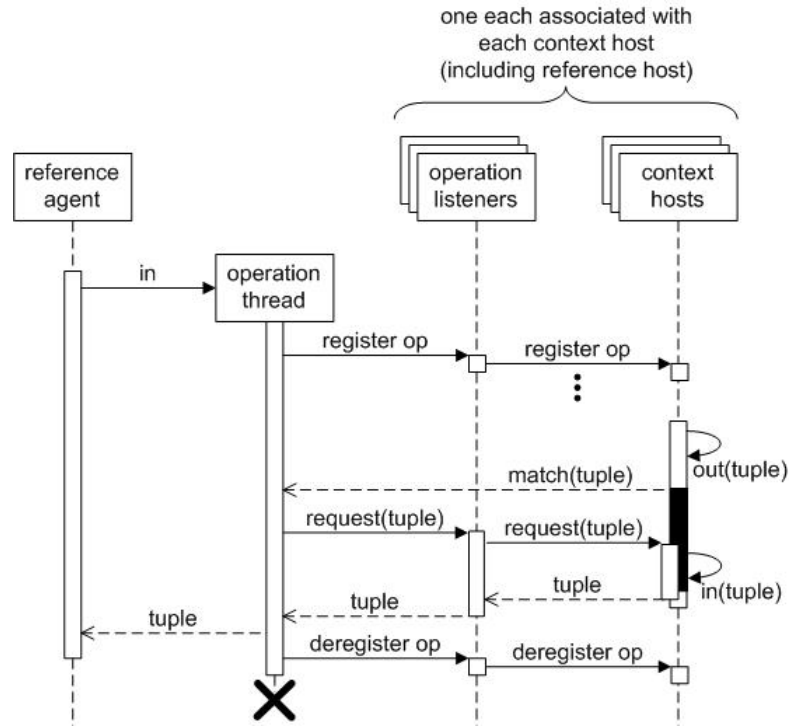 one each associated with
each context host
(including reference host)
reference
agent
operation
listeners
context
hosts
in
operation
thread
register op
register op
out(tuple)
match(tuple)
request(tuple)
request(tuple)
in(tuple)
tuple
tuple
tuple
deregister op
deregister op